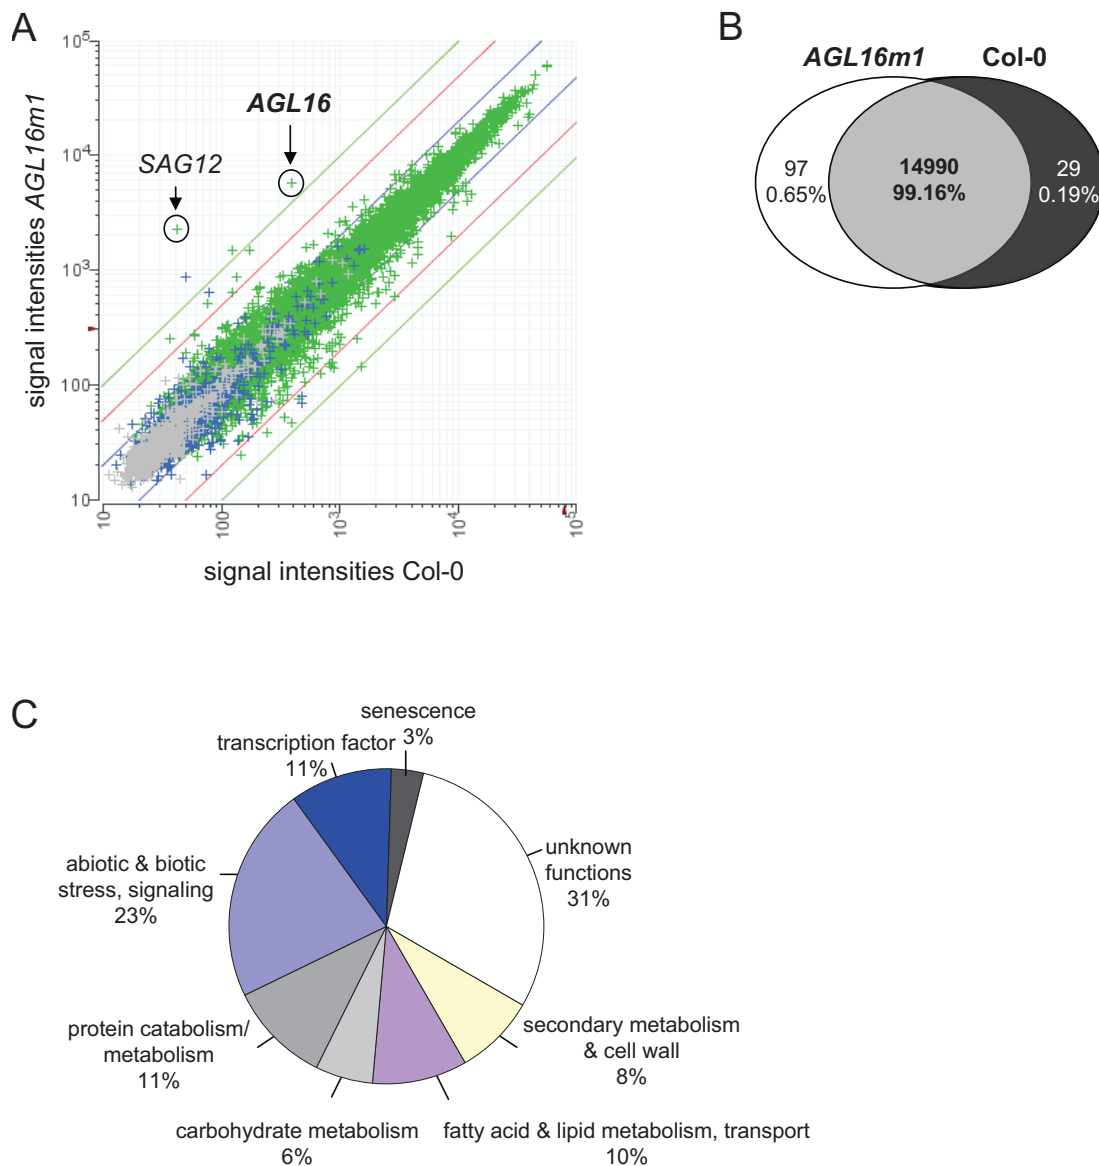 A
signal intensities AGL16m1
10^5
10^4
10^3
100
10
AGL16
SAG12
10
100
10^3
10^4
10^5
signal intensities Col-0
B
AGL16m1 Col-0
97
0.65%
14990
99.16%
29
0.19%
C
senescence
3%
transcription factor
11%
unknown
functions
31%
abiotic & biotic
stress, signaling
23%
secondary metabolism
& cell wall
8%
protein catabolism/
metabolism
11%
carbohydrate metabolism
6%
fatty acid & lipid metabolism, transport
10%